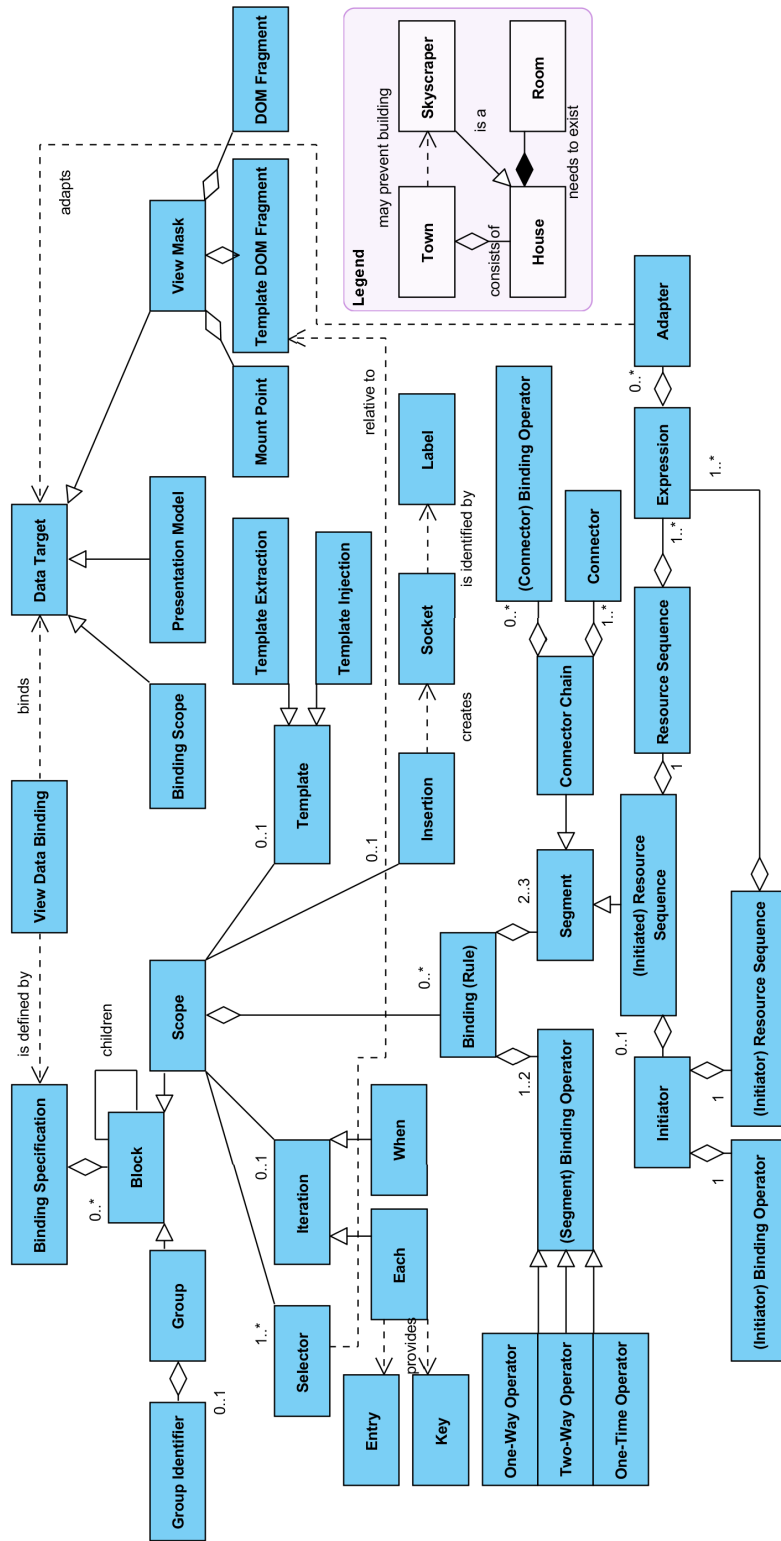 Group Identifier
0..1
Group
Binding Specification
0..*
Block
children
is defined by
View Data Binding
binds
Data Target
adapts
Binding Scope
Presentation Model
View Mask
Mount Point
Template DOM Fragment
DOM Fragment
Scope
Selector
1..*
Iteration
0..1
Each
When
Entry
Key
provides
Template
0..1
Template Extraction
Template Injection
relative to
Insertion
0..1
creates
Socket
is identified by
Label
Binding (Rule)
0..*
1..2
2..3
One-Way Operator
Two-Way Operator
One-Time Operator
(Segment) Binding Operator
Segment
Connector Chain
0..*
(Connector) Binding Operator
1..*
Connector
Initiator
0..1
(Initiated) Resource
Sequence
1
Resource Sequence
1..*
Expression
0..*
Adapter
1
(Initiator) Binding Operator
1
(Initiator) Resource Sequence
1..*
Legend
Town
may prevent building
Skyscraper
consists of
is a
House
needs to exist
Room